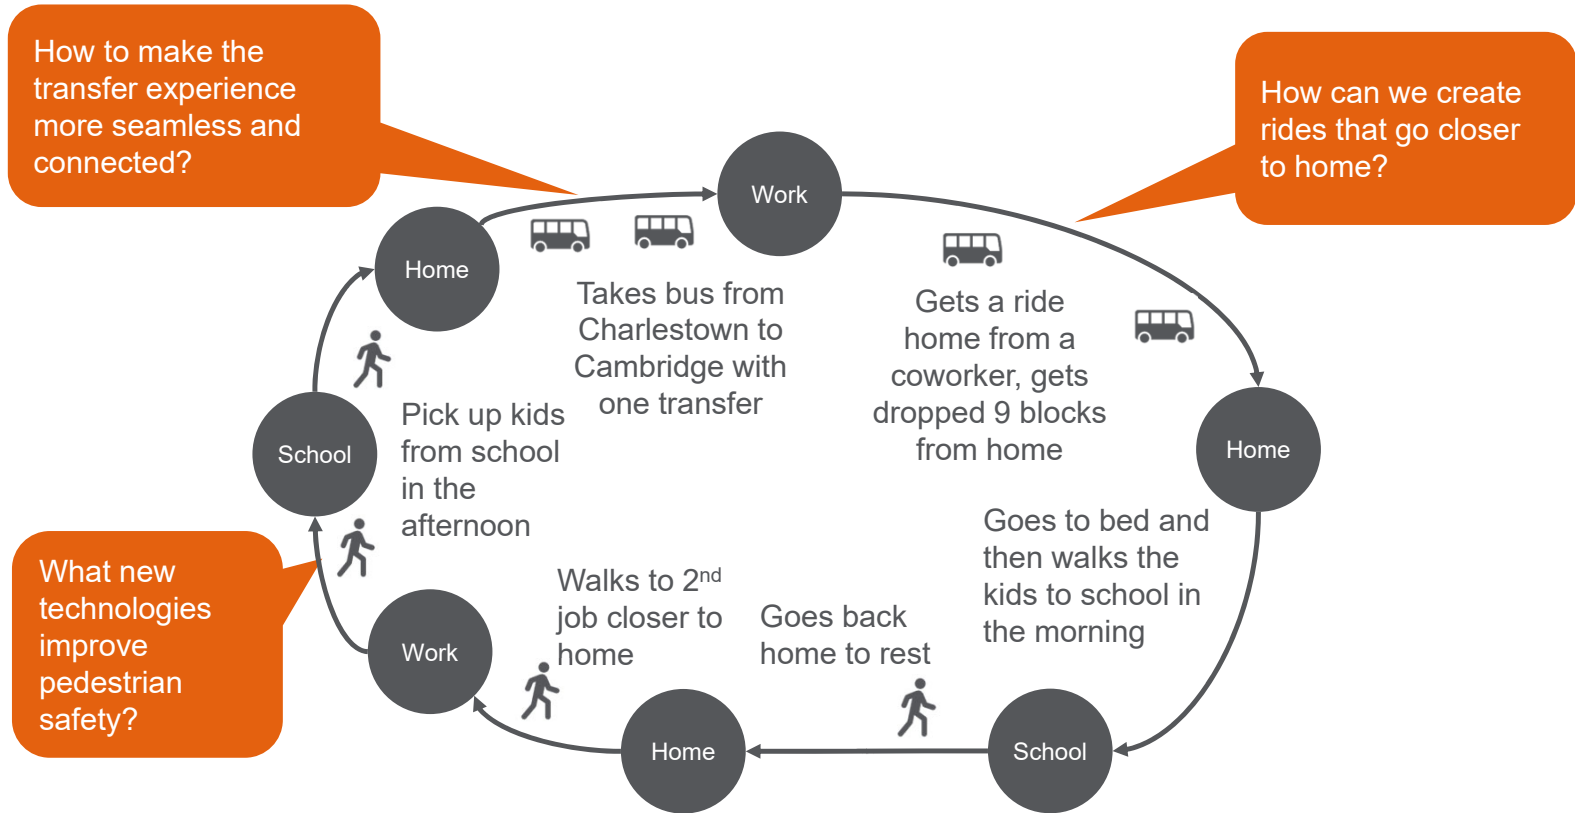 How to make the
transfer experience
more seamless and
connected?
How can we create
rides that go closer
to home?
Work
Home
Takes bus from
Charlestown to
Cambridge with
one transfer
Gets a ride
home from a
coworker, gets
dropped 9 blocks
from home
Home
School
Pick up kids
from school
in the
afternoon
Goes to bed and
then walks the
kids to school in
the morning
What new
technologies
improve
pedestrian
safety?
Work
Walks to 2nd
job closer to
home
Goes back
home to rest
Home
School